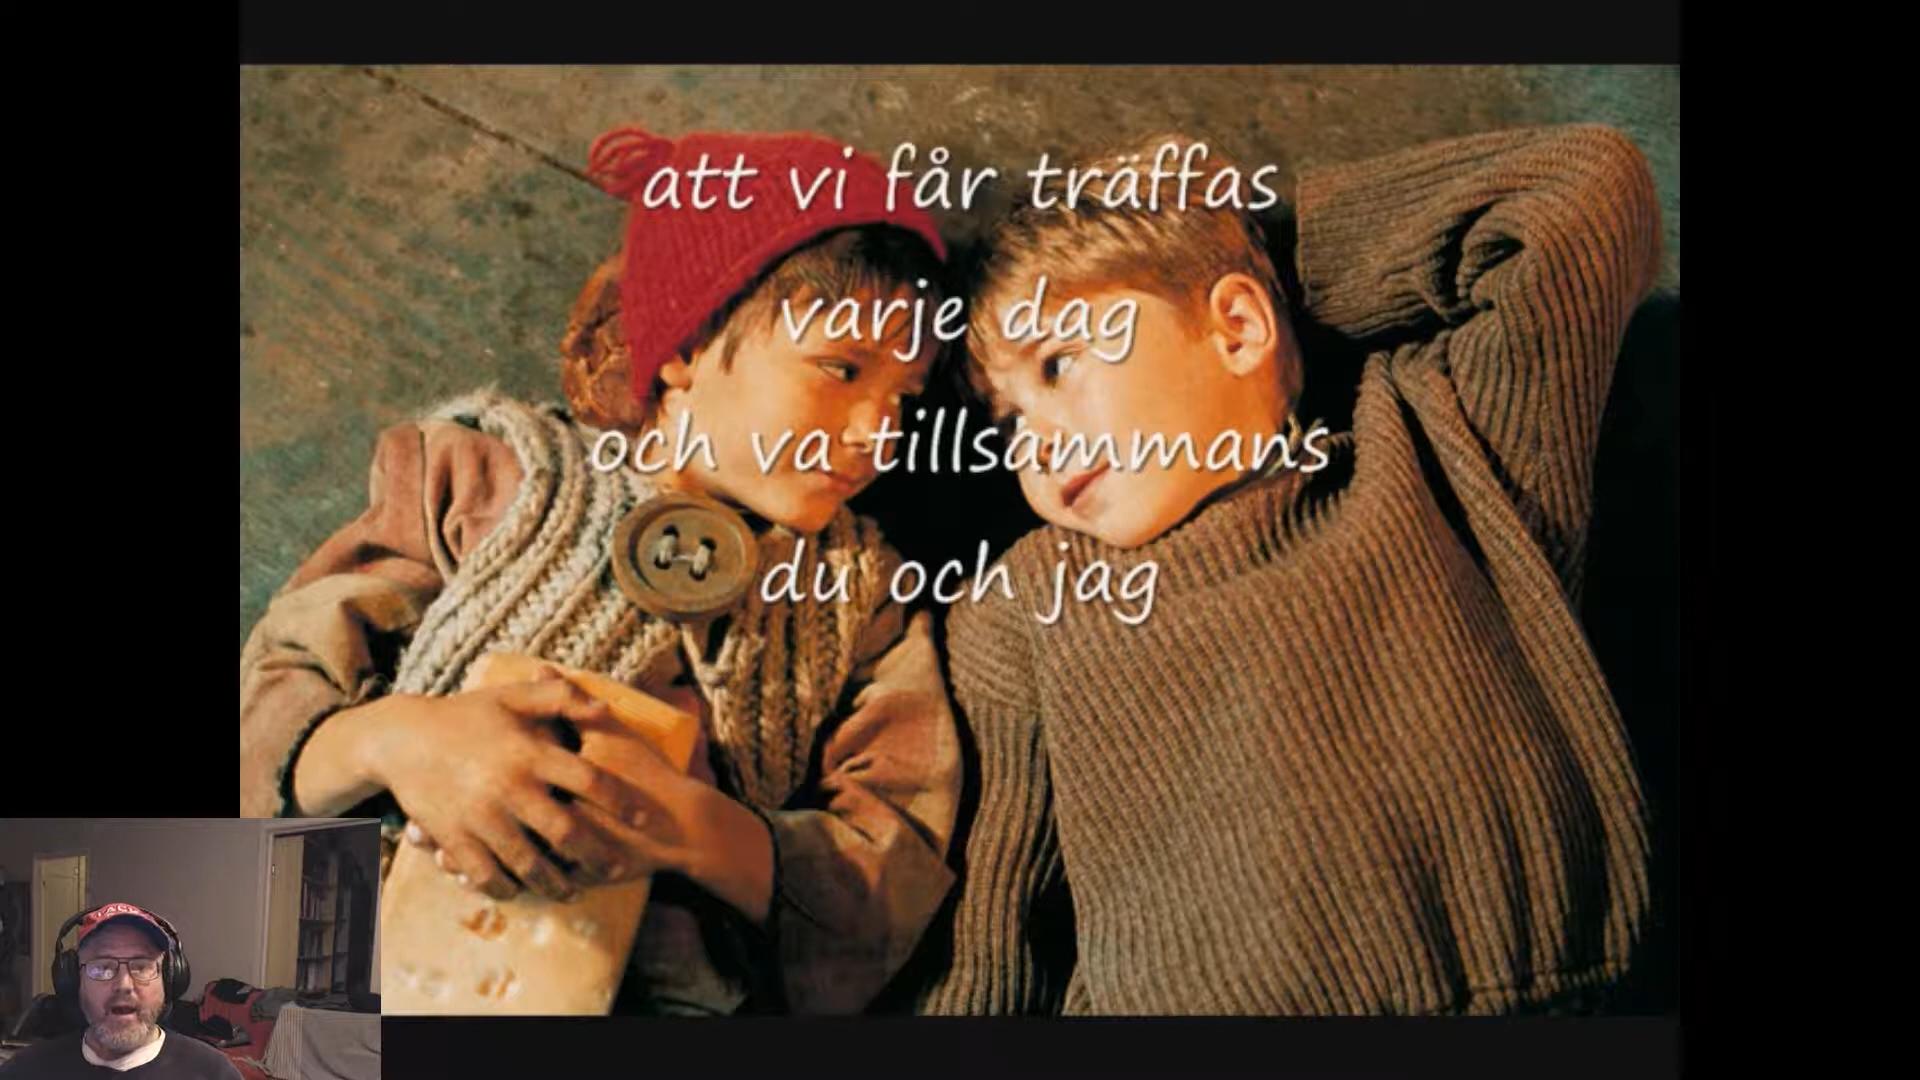 att vi får träffas
varje dag
och va tillsammans
du och jag